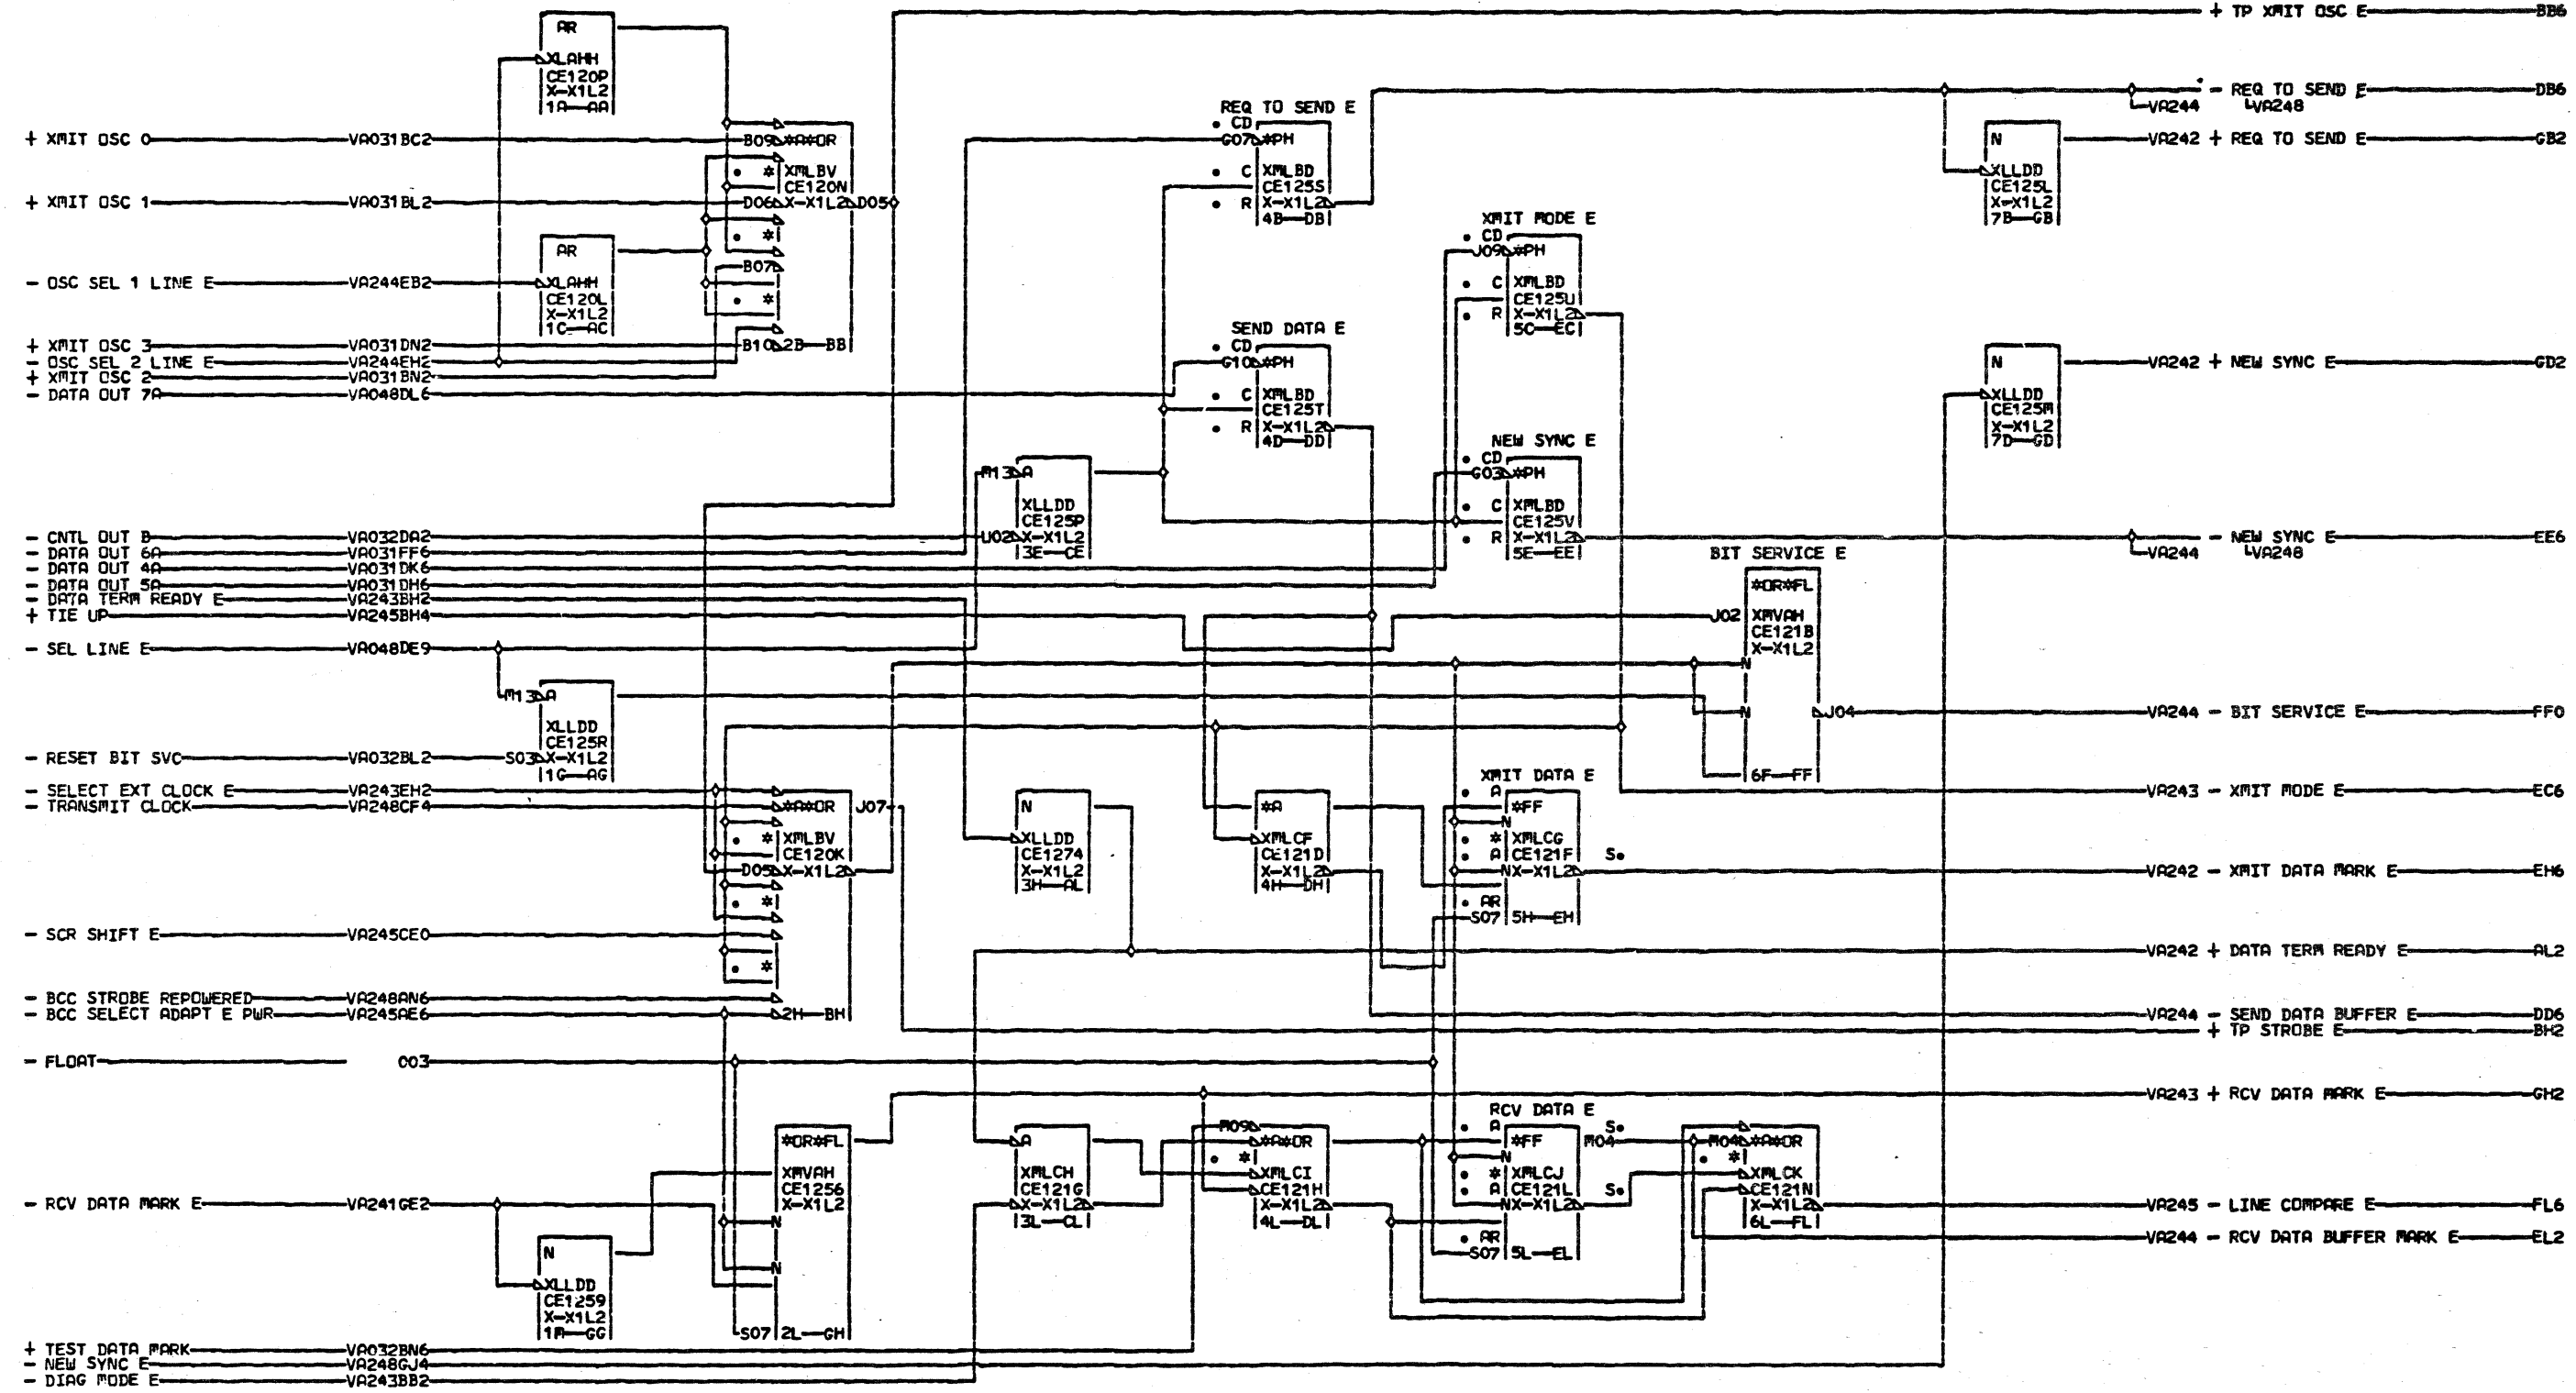 + TP XMIT OSC E BB6
AR
XLAHH
CE120P
X-X1L2
1A AA
+ XMIT OSC 0 VA031BC2 B09 *A*OR
* XMLBV
CE120N
+ XMIT OSC 1 VA031BL2 D06 X-X1L2 D05
*
AR
B07
- OSC SEL 1 LINE E VA244EB2 XLAHH
CE120L
X-X1L2
1C AC
*
+ XMIT OSC 3 VA031DN2 B10 2B BB
- OSC SEL 2 LINE E VA244EH2
+ XMIT OSC 2 VA031BN2
- DATA OUT 7A VA048DL6
REQ TO SEND E
CD
G07 *PH
C XMLBD
CE125S
R X-X1L2
4B DB
- REQ TO SEND E DB6
VA244 VA248
N VA242 + REQ TO SEND E GB2
XLLDD
CE125L
X-X1L2
7B GB
XMIT MODE E
CD
J09 *PH
C XMLBD
CE125U
R X-X1L2
5C EC
SEND DATA E
CD
G10 *PH
C XMLBD
CE125T
R X-X1L2
4D DD
N VA242 + NEW SYNC E GD2
XLLDD
CE125M
X-X1L2
7D GD
NEW SYNC E
CD
G03 *PH
C XMLBD
CE125V
R X-X1L2
5E EE
- NEW SYNC E EE6
VA244 VA248
M13 A
XLLDD
CE125P
U02 X-X1L2
3E CE
- CNTL OUT B VA032DA2
- DATA OUT 6A VA031FF6
- DATA OUT 4A VA031DK6
- DATA OUT 5A VA031DH6
- DATA TERM READY E VA243BH2
+ TIE UP VA245BH4
- SEL LINE E VA048DE9
BIT SERVICE E
*OR*FL
J02 XMVAH
CE121B
X-X1L2
N
N J04 VA244 - BIT SERVICE E FF0
6F FF
M13 A
XLLDD
CE125R
- RESET BIT SVC VA032BL2 S03 X-X1L2
1G AG
- SELECT EXT CLOCK E VA243EH2
- TRANSMIT CLOCK VA248CF4 *A*OR J07
* XMLBV
CE120K
D05 X-X1L2
*
- SCR SHIFT E VA245CE0
*
- BCC STROBE REPOWERED VA248AN6
- BCC SELECT ADAPT E PWR VA245AE6 2H BH
N
XLLDD
CE1274
X-X1L2
3H AL
*A
XMLCF
CE121D
X-X1L2
4H DH
XMIT DATA E
A
*FF
N
* XMLCG
A CE121F S
N X-X1L2
AR
S07 5H EH
VA243 - XMIT MODE E EC6
VA242 - XMIT DATA MARK E EH6
VA242 + DATA TERM READY E AL2
VA244 - SEND DATA BUFFER E DD6
+ TP STROBE E BH2
- FLOAT 003
VA243 + RCV DATA MARK E GH2
*OR*FL
XMVAH
CE1256
X-X1L2
N
N
S07 2L GH
- RCV DATA MARK E VA241GE2
N
XLLDD
CE1259
X-X1L2
1M GG
A
XMLCH
CE121G
X-X1L2
3L CL
M09
*A*OR
*
XMLCI
CE121H
X-X1L2
4L DL
RCV DATA E
A S
*FF M04
N
* XMLCJ
A CE121L S
N X-X1L2
AR
S07 5L EL
M04 *A*OR
*
XMLCK
CE121N
X-X1L2
6L FL
VA245 - LINE COMPARE E FL6
VA244 - RCV DATA BUFFER MARK E EL2
+ TEST DATA MARK VA032BN6
- NEW SYNC E VA248GJ4
- DIAG MODE E VA243BB2